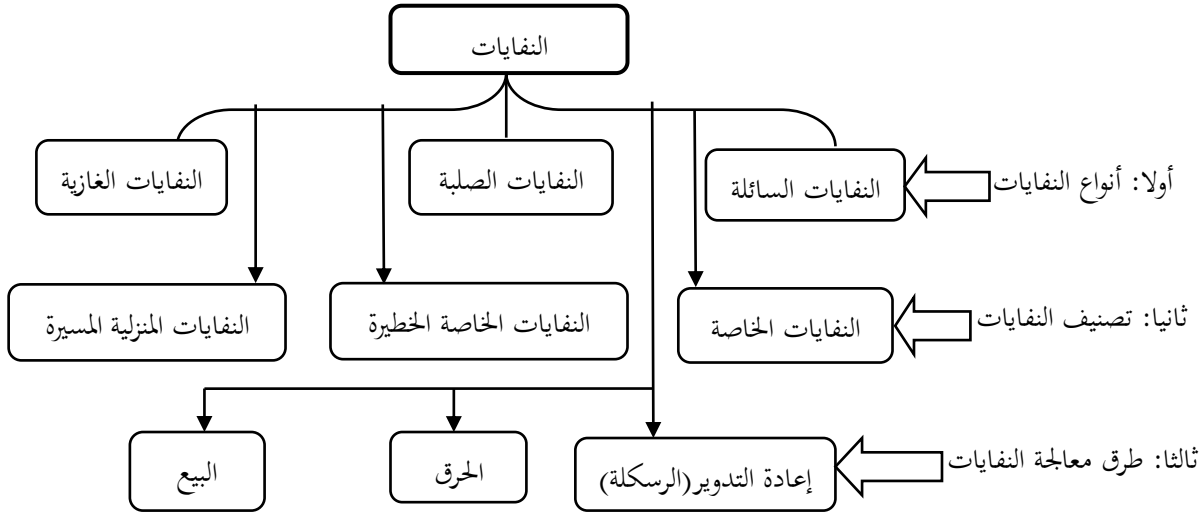 النفايات
أولا: أنواع النفايات
النفايات السائلة
النفايات الصلبة
النفايات الغازية
ثانيا: تصنيف النفايات
النفايات الخاصة
النفايات الخاصة الخطيرة
النفايات المنزلية المسيرة
ثالثا: طرق معالجة النفايات
إعادة التدوير(الرسكلة)
الحرق
البيع